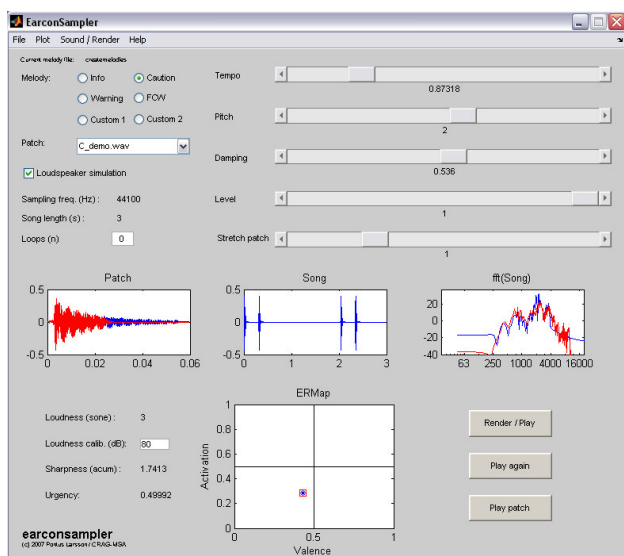 EarconSampler
File Plot Sound / Render Help
Current melody file: createmelodies
Melody: Info Caution
Warning FCW
Custom 1 Custom 2
Patch: C_demo.wav
Loudspeaker simulation
Sampling freq. (Hz) : 44100
Song length (s) : 3
Loops (n) 0
Tempo
0.87318
Pitch
2
Damping
0.536
Level
1
Stretch patch
1
Patch
0.5
0
-0.5
0 0.02 0.04 0.06
Song
0.5
0
-0.5
0 1 2 3
fft(Song)
20
0
-20
-40
63 250 1000 4000 16000
Loudness (sone) : 3
Loudness calib. (dB): 80
Sharpness (acum) : 1.7413
Urgency: 0.49992
ERMap
Activation
1
0.8
0.6
0.4
0.2
0
0 0.5 1
Valence
Render / Play
Play again
Play patch
earconsampler
(c) 2007 Pontus Larsson / CRAG-MSA